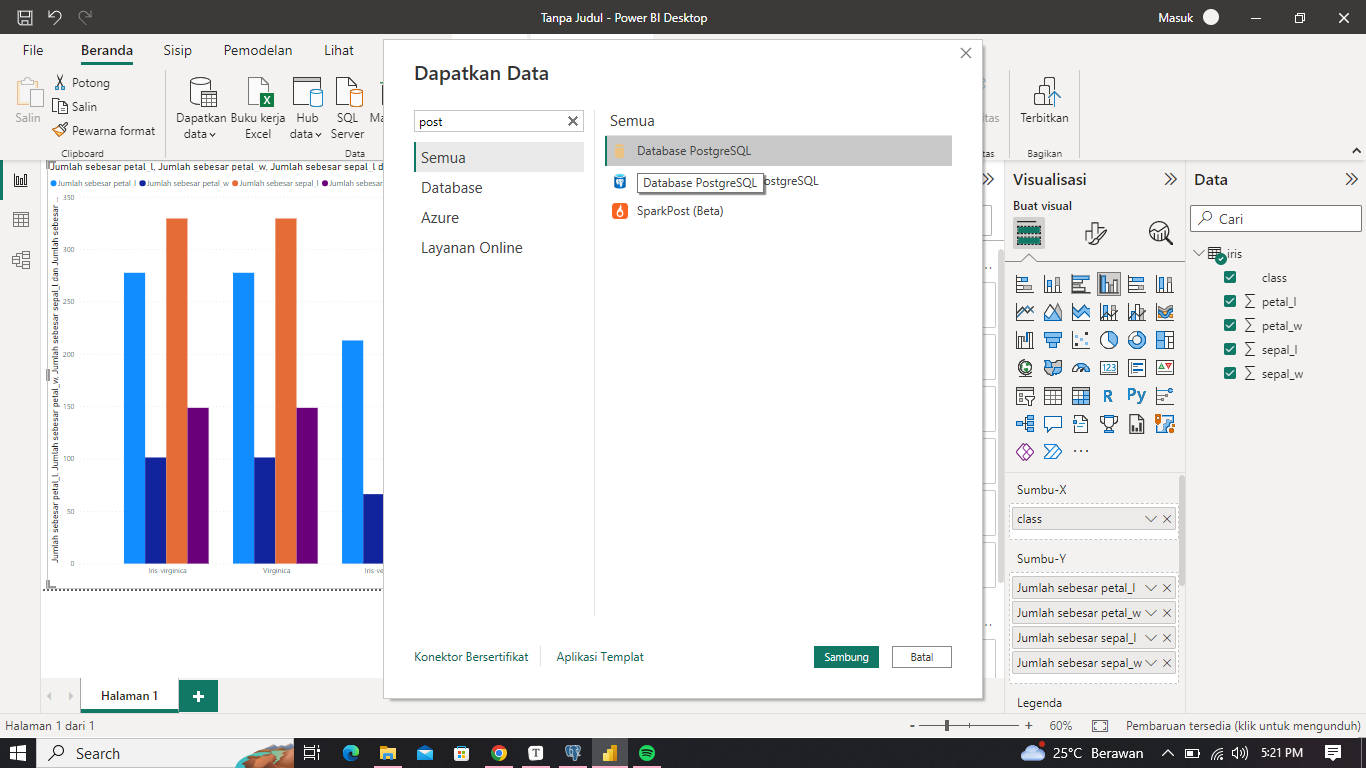 Tanpa Judul - Power BI Desktop
Masuk
File
Beranda
Sisip
Pemodelan
Lihat
Salin
Potong
Salin
Pewarna format
Clipboard
Dapatkan data
Buku kerja Excel
Hub data
SQL Server
Data
Terbitkan
Bagikan
Jumlah sebesar petal_l, Jumlah sebesar petal_w, Jumlah sebesar sepal_l d
Jumlah sebesar petal_l
Jumlah sebesar petal_w
Jumlah sebesar sepal_l
Jumlah sebesar
Jumlah sebesar petal_l, Jumlah sebesar petal_w, Jumlah sebesar sepal_l dan Jumlah sebesar ...
350
300
250
200
150
100
50
0
Iris-virginica
Virginica
Iris-ve
Dapatkan Data
post
Semua
Database
Azure
Layanan Online
Semua
Database PostgreSQL
Database PostgreSQL
ostgreSQL
SparkPost (Beta)
Konektor Bersertifikat
Aplikasi Templat
Sambung
Batal
Visualisasi
Buat visual
Sumbu-X
class
Sumbu-Y
Jumlah sebesar petal_l
Jumlah sebesar petal_w
Jumlah sebesar sepal_l
Jumlah sebesar sepal_w
Legenda
Data
Cari
iris
class
petal_l
petal_w
sepal_l
sepal_w
Halaman 1
Halaman 1 dari 1
60%
Pembaruan tersedia (klik untuk mengunduh)
Search
25°C Berawan
5:21 PM